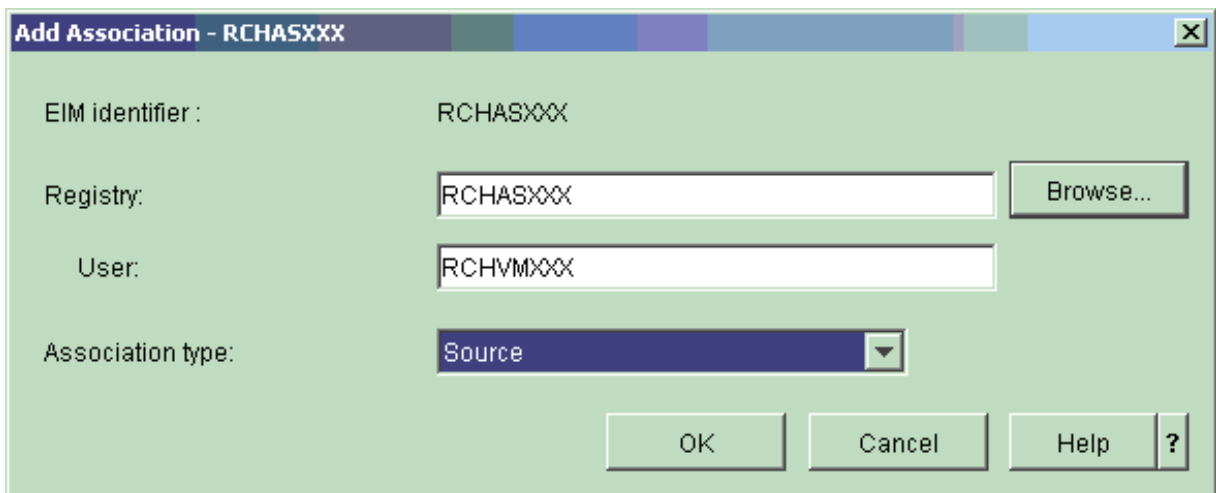 Add Association - RCHASXXX
EIM identifier : RCHASXXX
Registry: RCHASXXX Browse...
User: RCHVMXXX
Association type: Source
OK Cancel Help ?